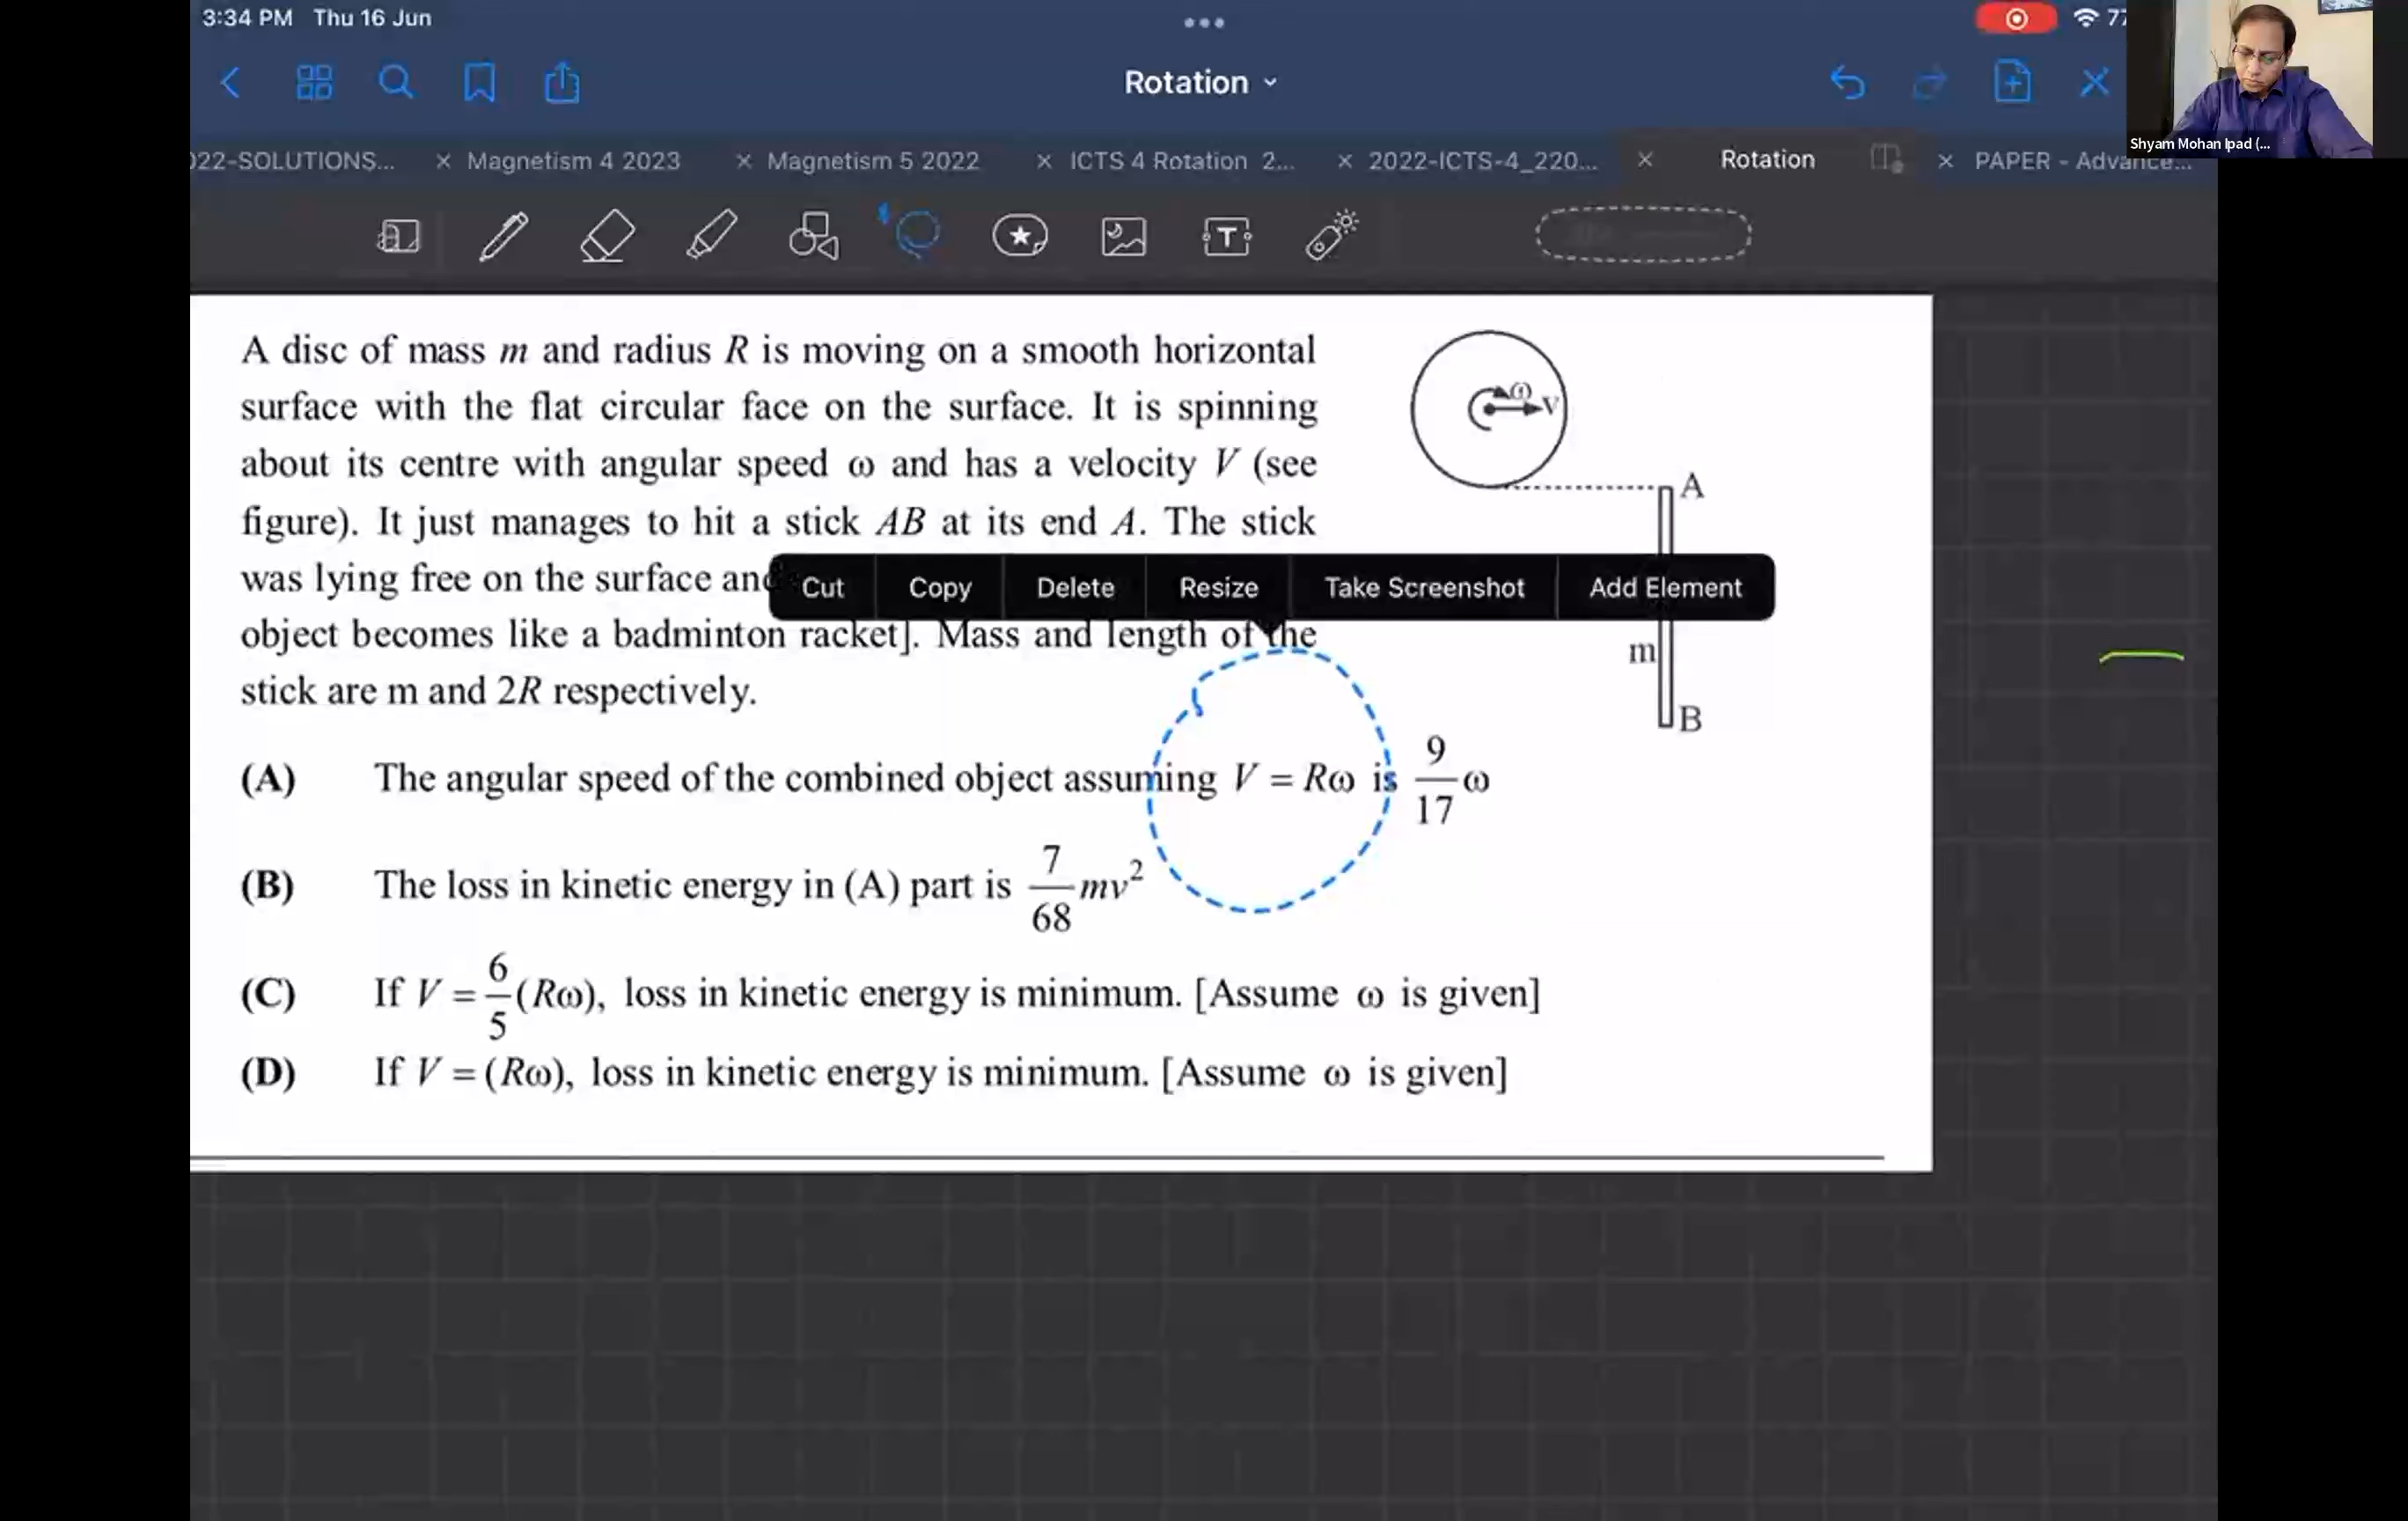 3:34 PM Thu 16 Jun
77
Rotation
022-SOLUTIONS... × Magnetism 4 2023 × Magnetism 5 2022 × ICTS 4 Rotation 2... × 2022-ICTS-4_220... × Rotation × PAPER - Advance...
Shyam Mohan Ipad (...
T
A disc of mass m and radius R is moving on a smooth horizontal
surface with the flat circular face on the surface. It is spinning
about its centre with angular speed ω and has a velocity V (see
figure). It just manages to hit a stick AB at its end A. The stick
was lying free on the surface and
Cut Copy Delete Resize Take Screenshot Add Element
object becomes like a badminton racket]. Mass and length of the
stick are m and 2R respectively.
ω
V
A
m
B
(A) The angular speed of the combined object assuming V = Rω is 9/17 ω
(B) The loss in kinetic energy in (A) part is 7/68 mv²
(C) If V = 6/5 (Rω), loss in kinetic energy is minimum. [Assume ω is given]
(D) If V = (Rω), loss in kinetic energy is minimum. [Assume ω is given]